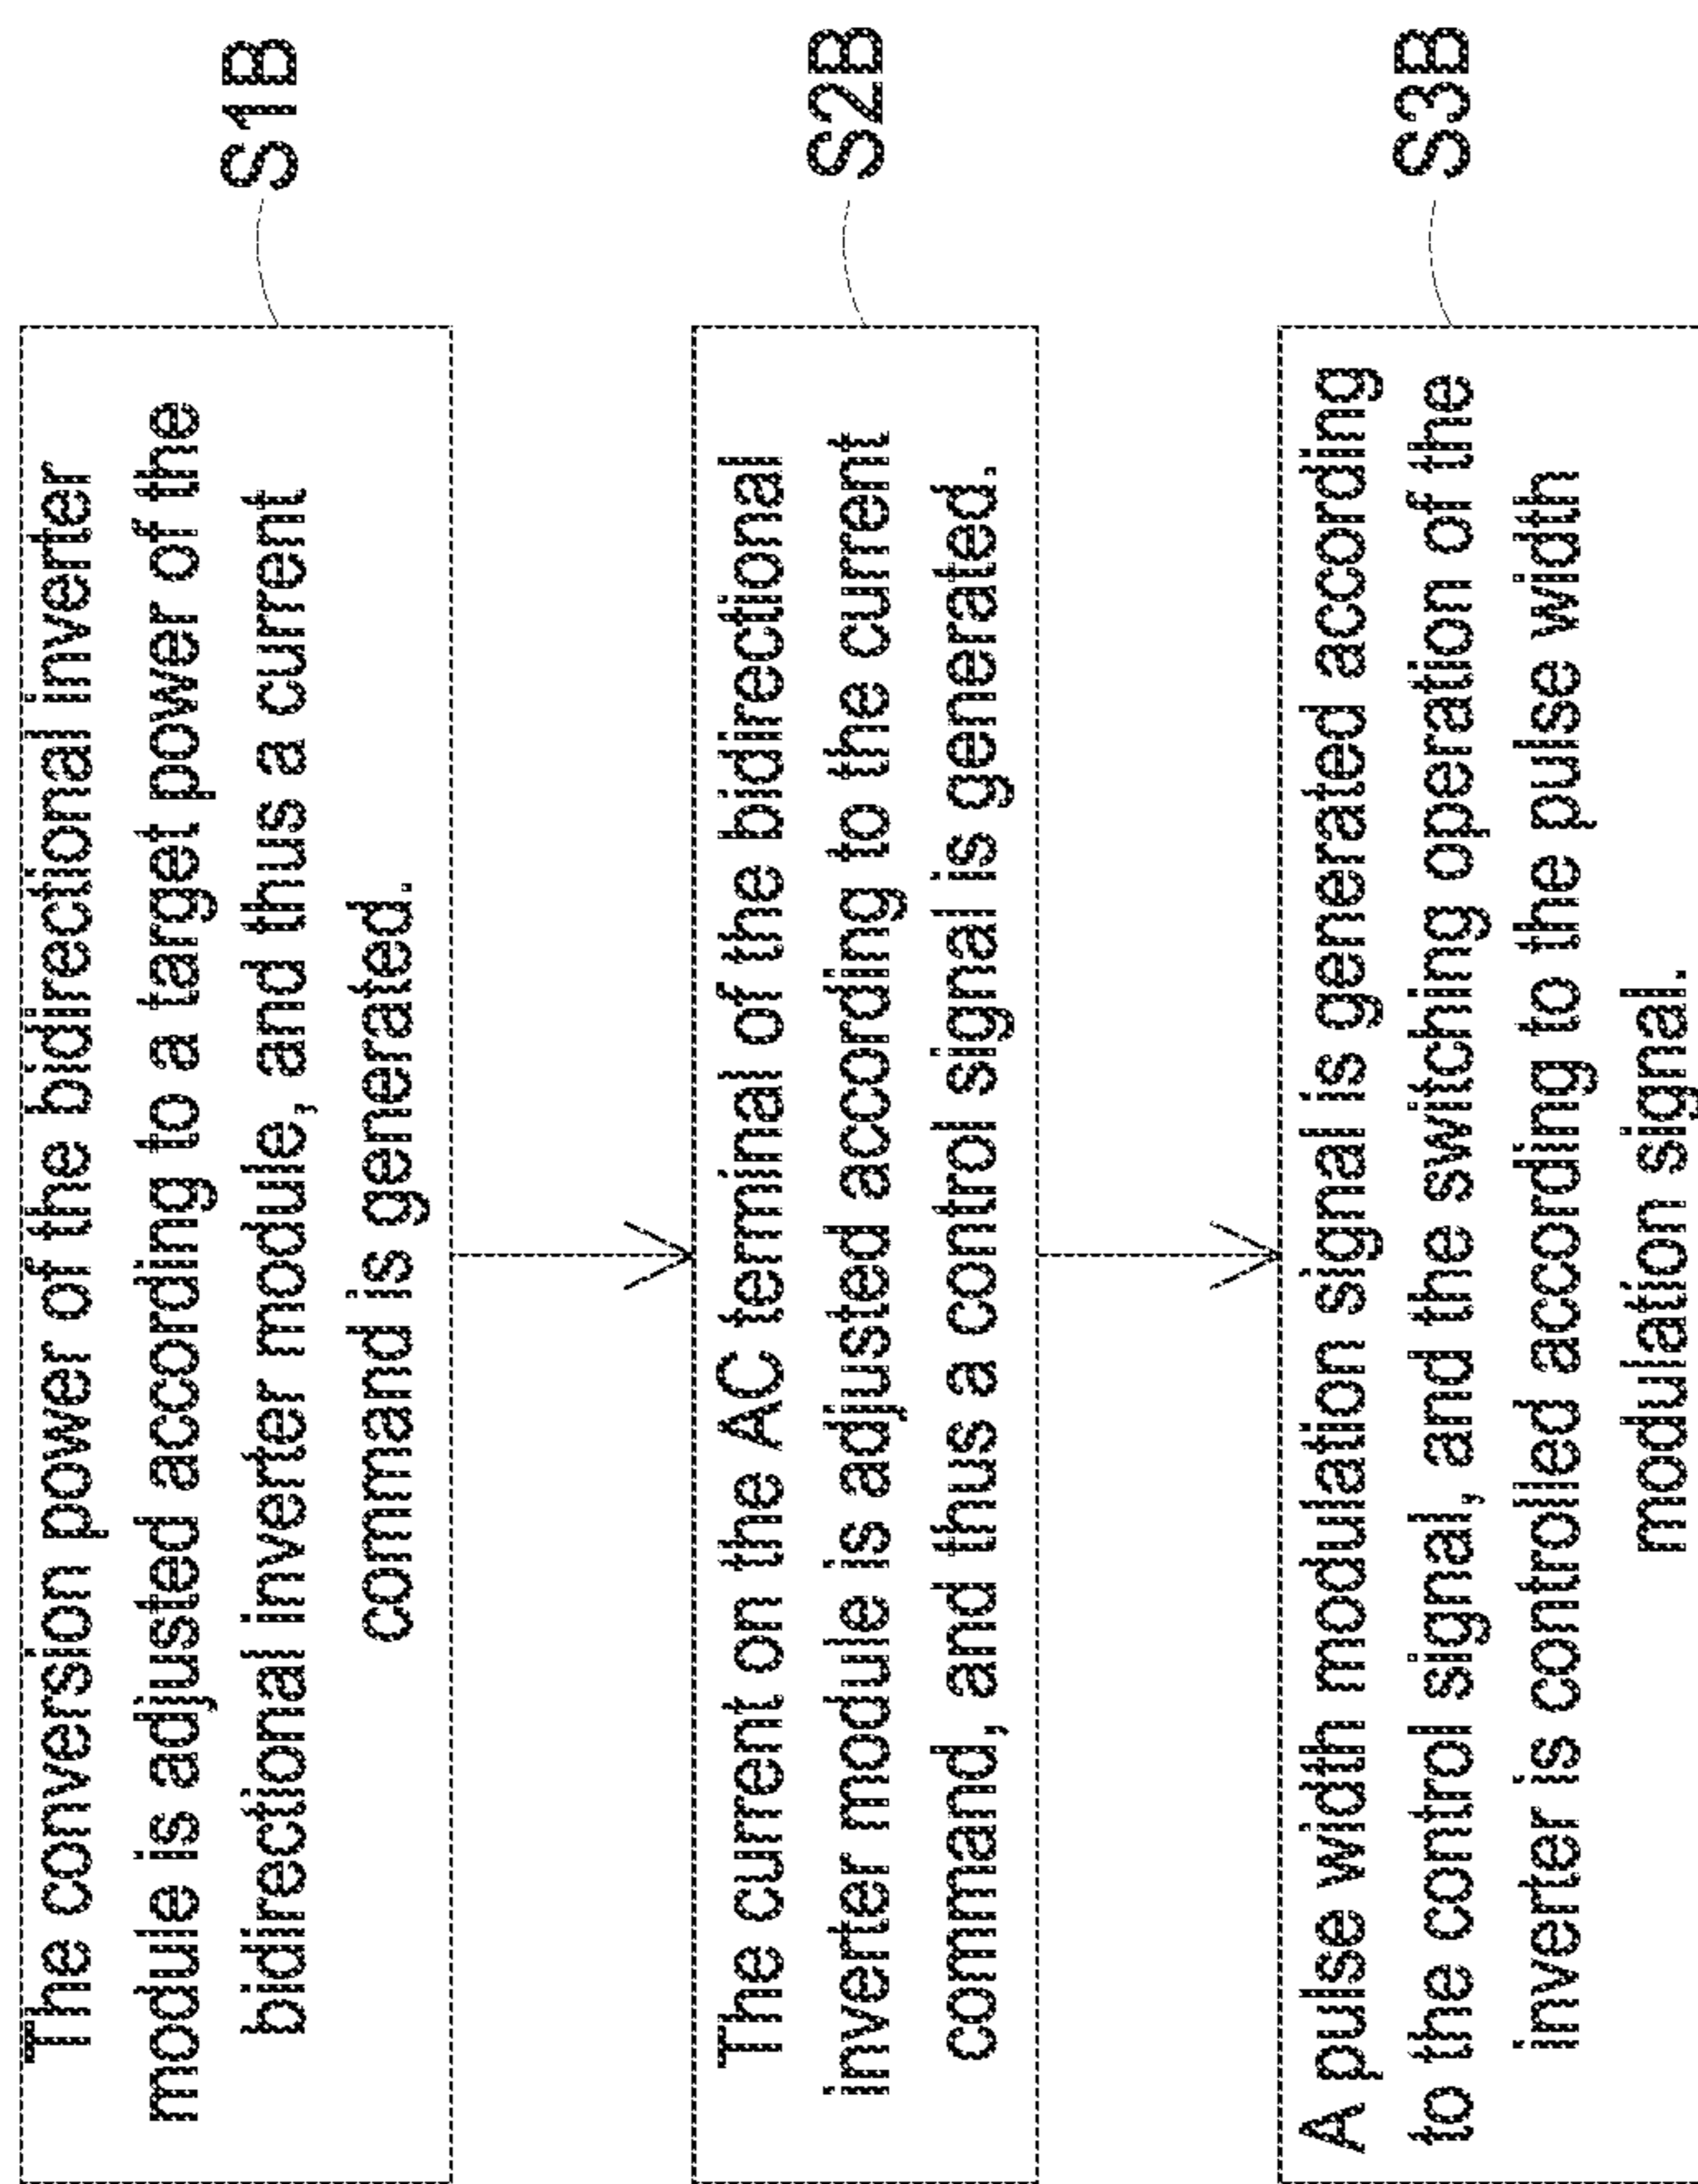 The conversion power of the bidirectional inverter
module is adjusted according to a target power of the
bidirectional inverter module, and thus a current
command is generated.
S1B
The current on the AC terminal of the bidirectional
inverter module is adjusted according to the current
command, and thus a control signal is generated.
S2B
A pulse width modulation signal is generated according
to the control signal, and the switching operation of the
inverter is controlled according to the pulse width
modulation signal.
S3B